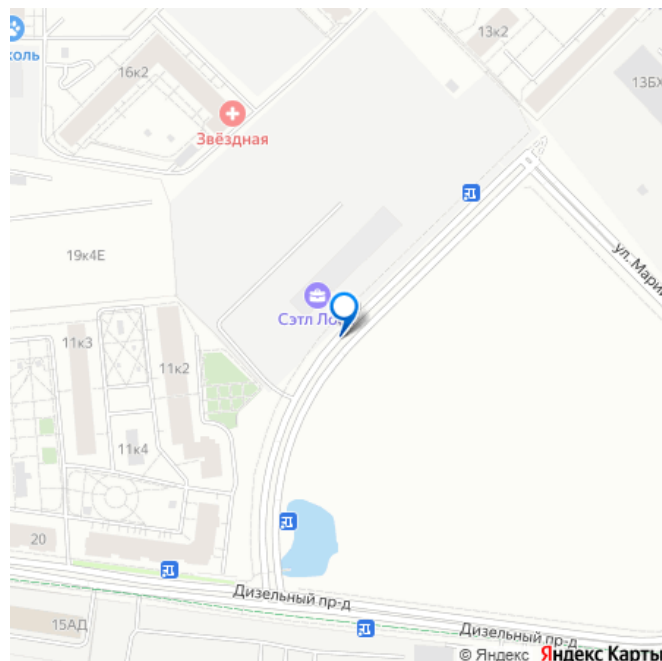 13к2
коль
16к2
13БХ
Звёздная
19к4Е
ул. Мари
Сэтл Ло
11к3
11к2
11к4
20
Дизельный пр-д
15АД
Дизельный пр-д
© Яндекс Яндекс Карты